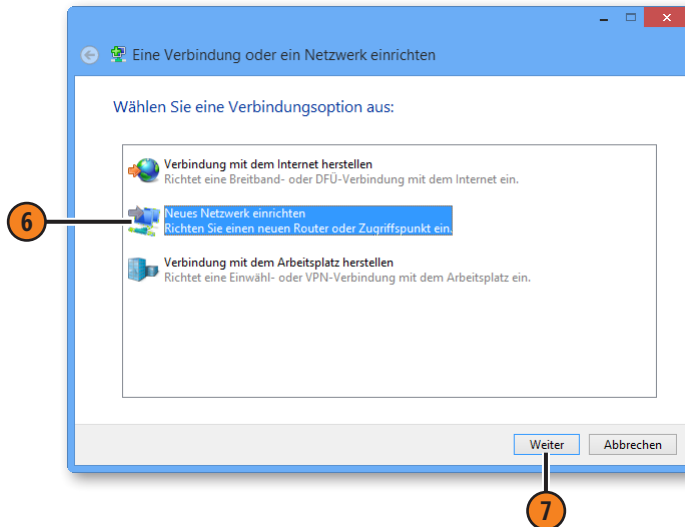 Eine Verbindung oder ein Netzwerk einrichten
Wählen Sie eine Verbindungsoption aus:
Verbindung mit dem Internet herstellen
Richtet eine Breitband- oder DFÜ-Verbindung mit dem Internet ein.
6
Neues Netzwerk einrichten
Richten Sie einen neuen Router oder Zugriffspunkt ein.
Verbindung mit dem Arbeitsplatz herstellen
Richtet eine Einwähl- oder VPN-Verbindung mit dem Arbeitsplatz ein.
Weiter Abbrechen
7